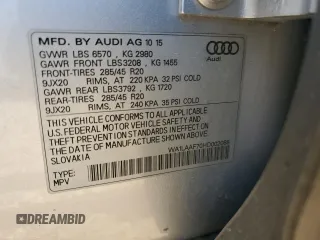 MFD. BY AUDI AG 10 15
GVWR LBS 6570 , KG 2980
GAWR FRONT LBS3208 , KG 1455
FRONT-TIRES 285/45 R20
9JX20 RIMS, AT 220 KPA 32 PSI COLD
GAWR REAR LBS3792 , KG 1720
REAR-TIRES 285/45 R20
9JX20 RIMS, AT 240 KPA 35 PSI COLD
THIS VEHICLE CONFORMS TO ALL APPLICABLE
U.S. FEDERAL MOTOR VEHICLE SAFETY AND
THEFT PREVENTION STANDARDS IN EFFECT ON
THE DATE OF MANUFACTURE SHOWN ABOVE.
SLOVAKIA
TYPE:
MPV
Audi
DREAMBID
DREAMBID.COM